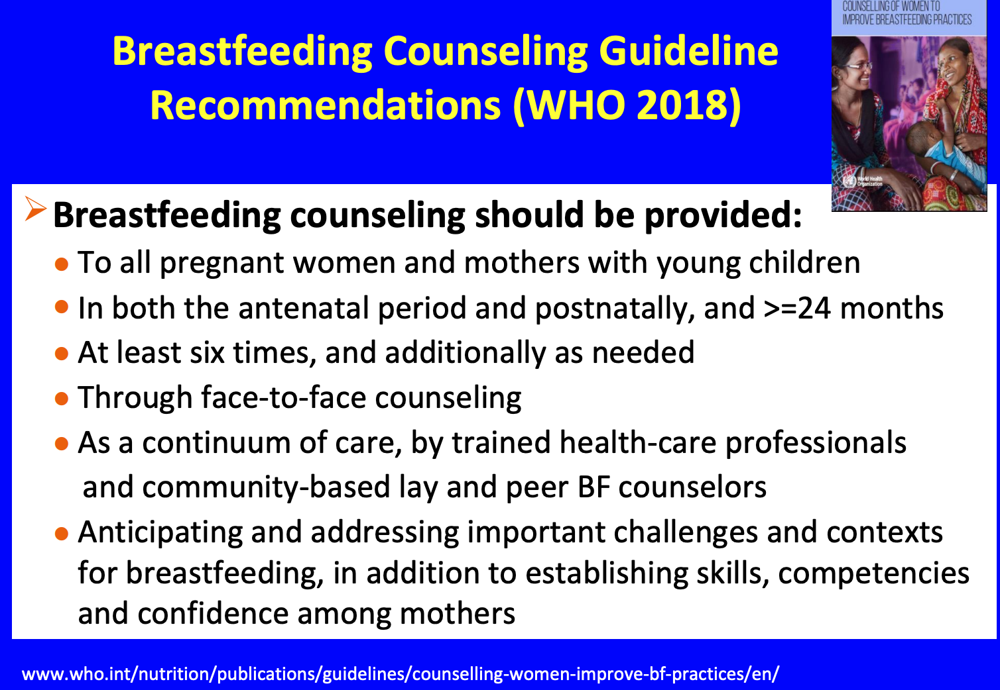 COUNSELLING OF WOMEN TO
IMPROVE BREASTFEEDING PRACTICES
Breastfeeding Counseling Guideline
Recommendations (WHO 2018)
World Health
Organization
➢ Breastfeeding counseling should be provided:
• To all pregnant women and mothers with young children
• In both the antenatal period and postnatally, and >=24 months
• At least six times, and additionally as needed
• Through face-to-face counseling
• As a continuum of care, by trained health-care professionals
and community-based lay and peer BF counselors
• Anticipating and addressing important challenges and contexts
for breastfeeding, in addition to establishing skills, competencies
and confidence among mothers
www.who.int/nutrition/publications/guidelines/counselling-women-improve-bf-practices/en/